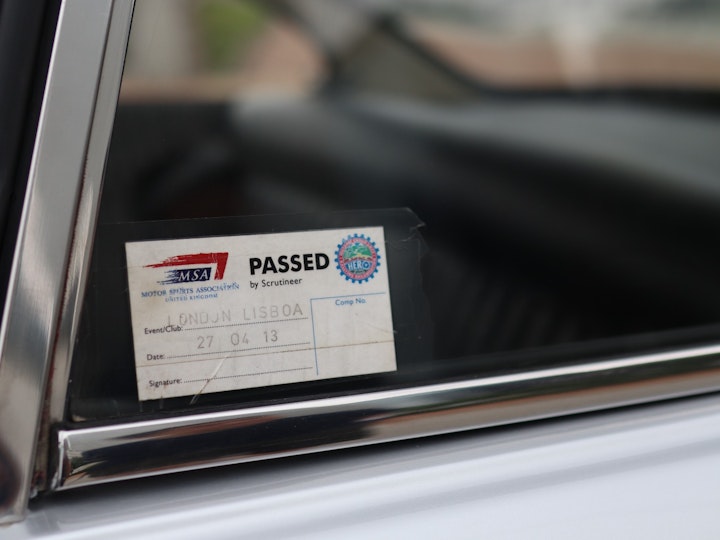 MSA
MOTOR SPORTS ASSOCIATION
UNITED KINGDOM
PASSED
by Scrutineer
HERO
Event/Club: LONDON LISBOA
Comp No.
Date: 27 04 13
Signature: